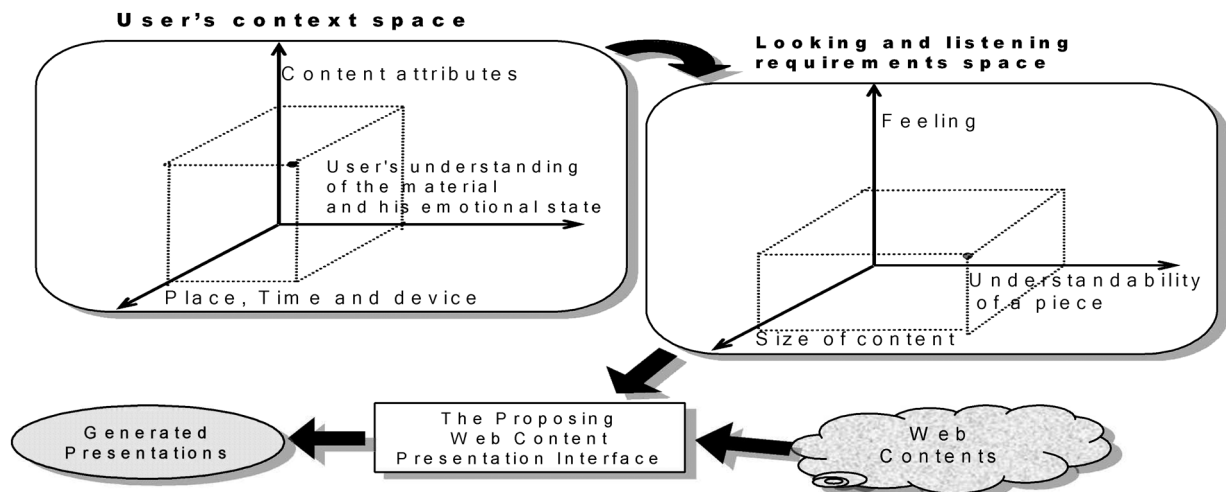 User's context space
Content attributes
User's understanding
of the material
and his emotional state
Place, Time and device
Looking and listening
requirements space
Feeling
Understandability
of a piece
Size of content
Generated
Presentations
The Proposing
Web Content
Presentation Interface
Web
Contents